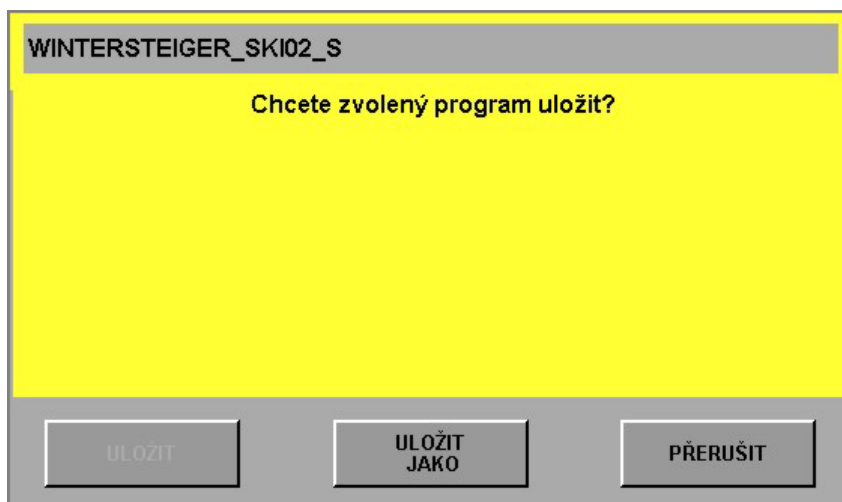 WINTERSTEIGER_SKI02_S
Chcete zvolený program uložit?
ULOŽIT
ULOŽIT
JAKO
PŘERUŠIT